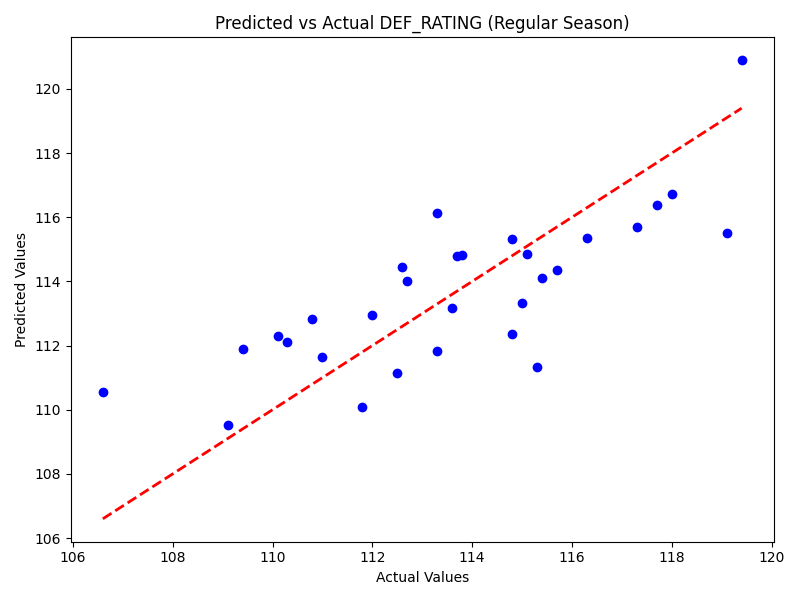 Predicted vs Actual DEF_RATING (Regular Season)
120
118
116
114
112
110
108
106
Predicted Values
106 108 110 112 114 116 118 120
Actual Values